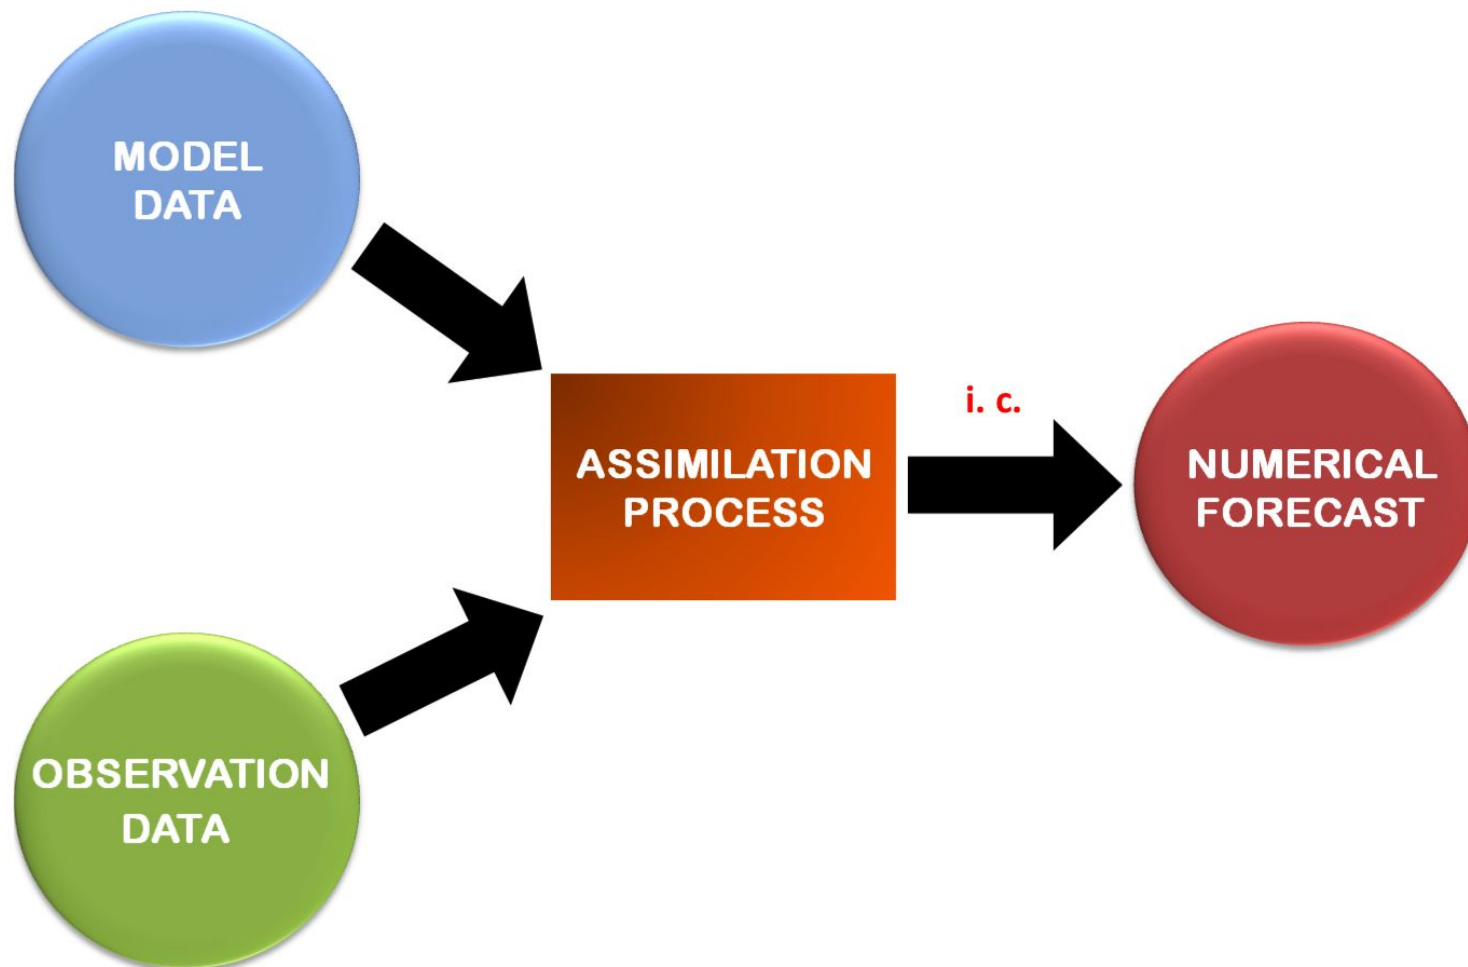 MODEL
DATA
i. c.
ASSIMILATION
PROCESS
NUMERICAL
FORECAST
OBSERVATION
DATA